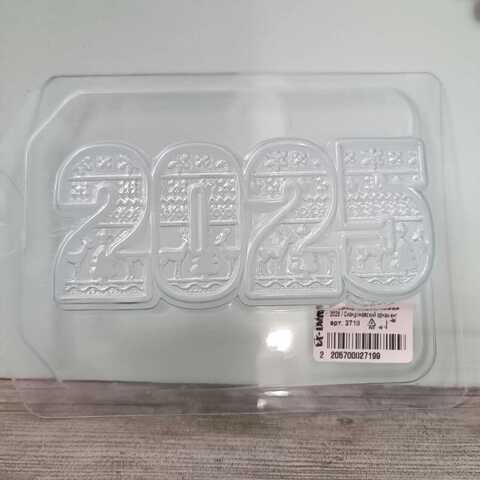 2025
2025 / Скандинавский орнамент
арт. 3719
2 205700027199